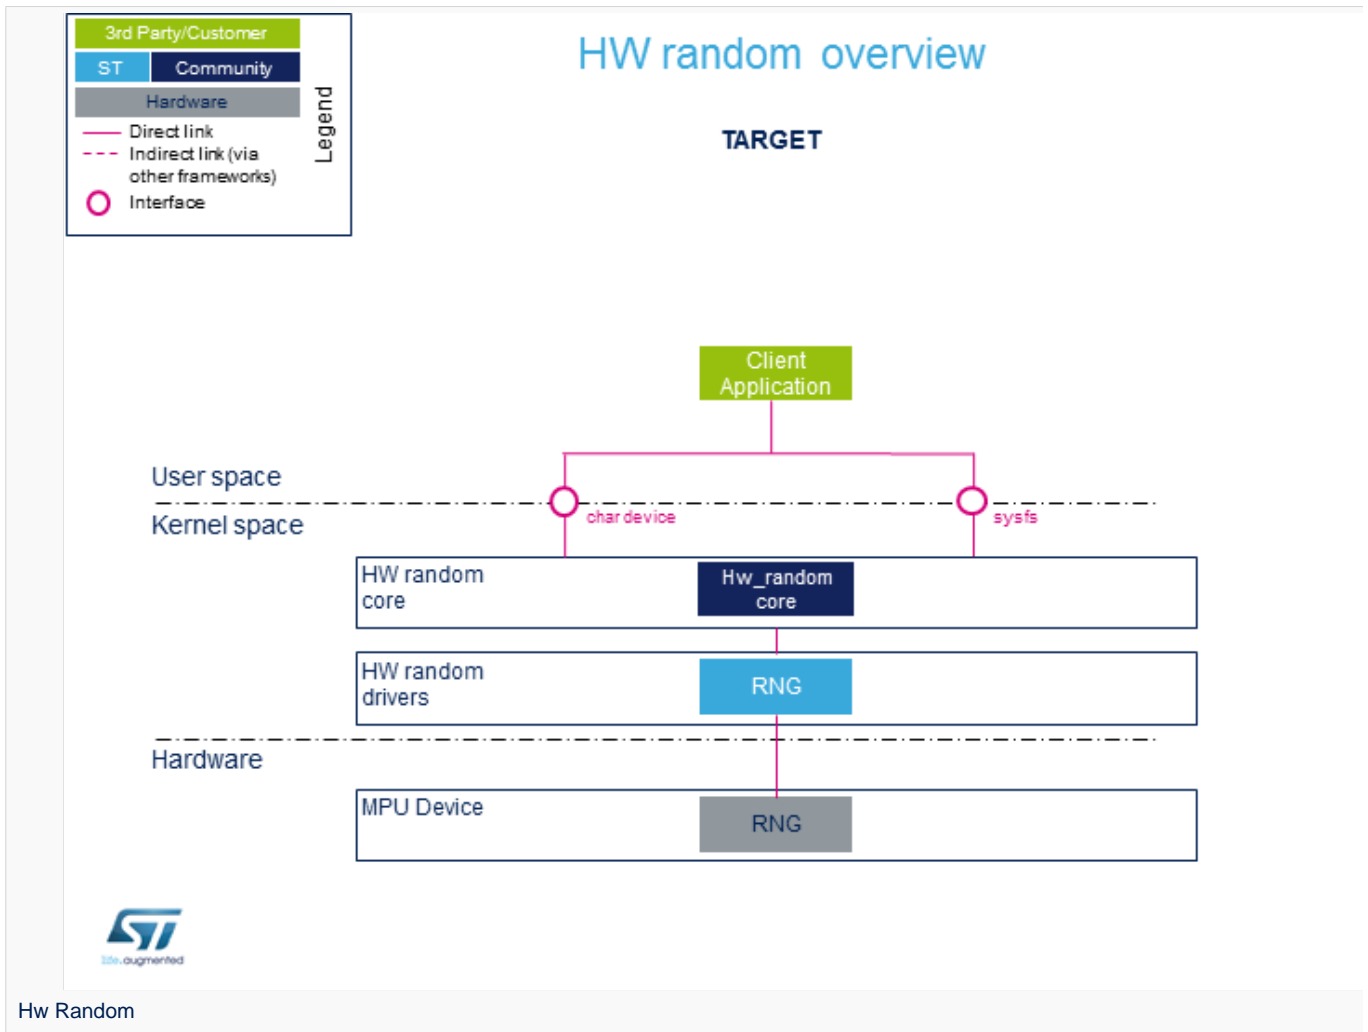 3rd Party/Customer
ST
Community
Hardware
Direct link
Indirect link (via
other frameworks)
Interface
Legend
HW random overview
TARGET
Client
Application
User space
Kernel space
char device
sysfs
HW random
core
Hw_random
core
HW random
drivers
RNG
Hardware
MPU Device
RNG
ST
life.augmented
Hw Random